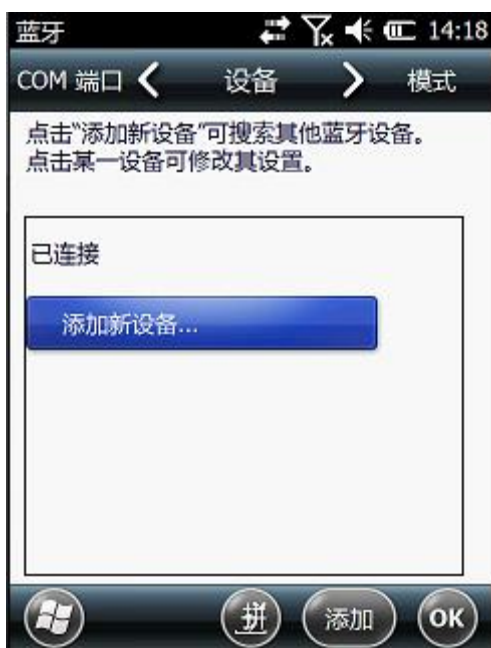 蓝牙 14:18
COM 端口 设备 模式
点击"添加新设备"可搜索其他蓝牙设备。
点击某一设备可修改其设置。
已连接
添加新设备...
拼 添加 OK